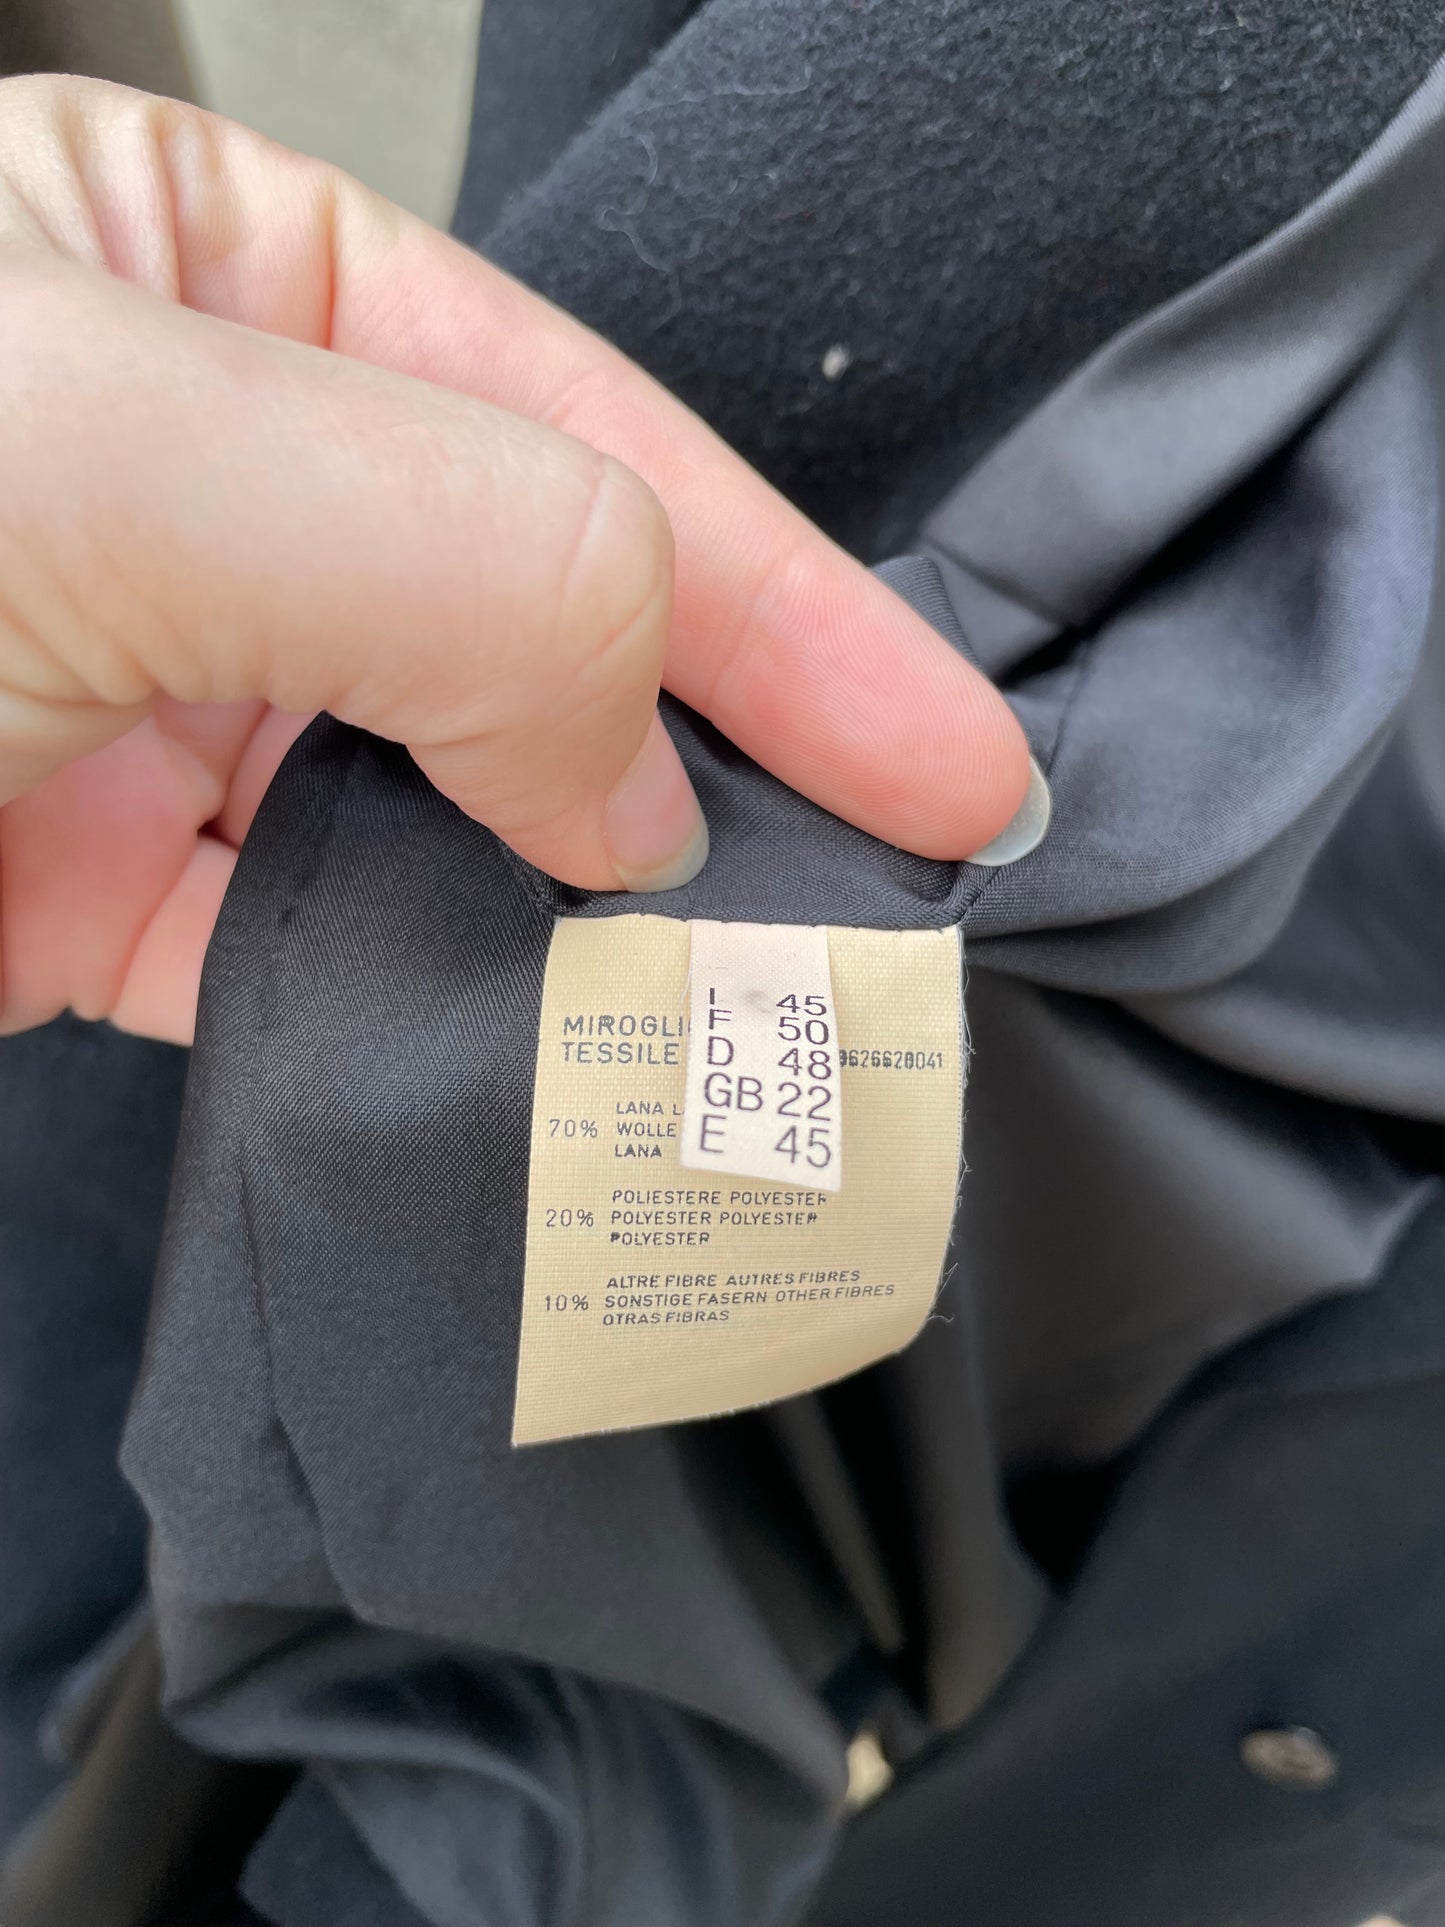 I 45
F 50
D 48
GB 22
E 45
MIROGLI
TESSILE 9626620041
LANA L
70% WOLLE
LANA
POLIESTERE POLYESTER
20% POLYESTER POLYESTER
POLYESTER
ALTRE FIBRE AUTRES FIBRES
10% SONSTIGE FASERN OTHER FIBRES
OTRAS FIBRAS